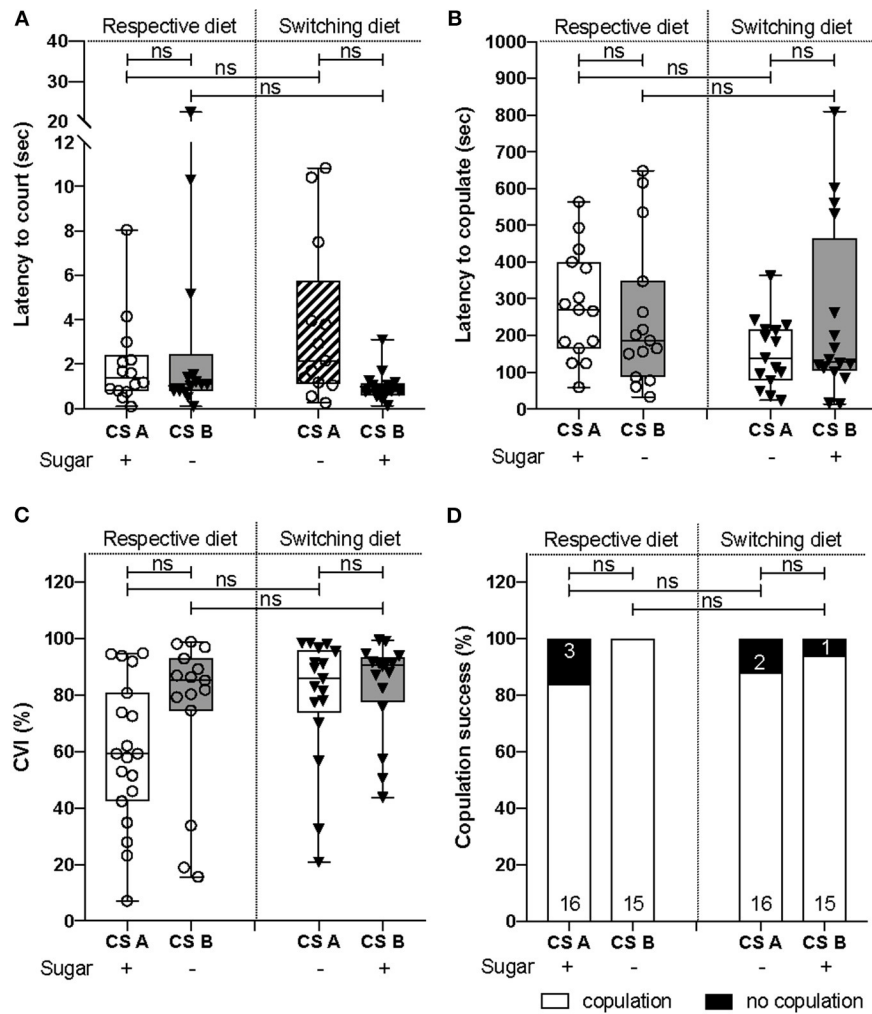 A
Respective diet Switching diet
ns ns
ns
ns
Latency to court (sec)
40
30
20
12
10
8
6
4
2
0
CS A CS B CS A CS B
Sugar + - - +
B
Respective diet Switching diet
ns ns
ns
ns
Latency to copulate (sec)
1000
900
800
700
600
500
400
300
200
100
0
CS A CS B CS A CS B
Sugar + - - +
C
Respective diet Switching diet
ns ns
ns
ns
CVI (%)
120
100
80
60
40
20
0
CS A CS B CS A CS B
Sugar + - - +
D
Respective diet Switching diet
ns ns
ns
ns
Copulation success (%)
120
100
80
60
40
20
0
3 2 1
16 15 16 15
CS A CS B CS A CS B
Sugar + - - +
copulation no copulation